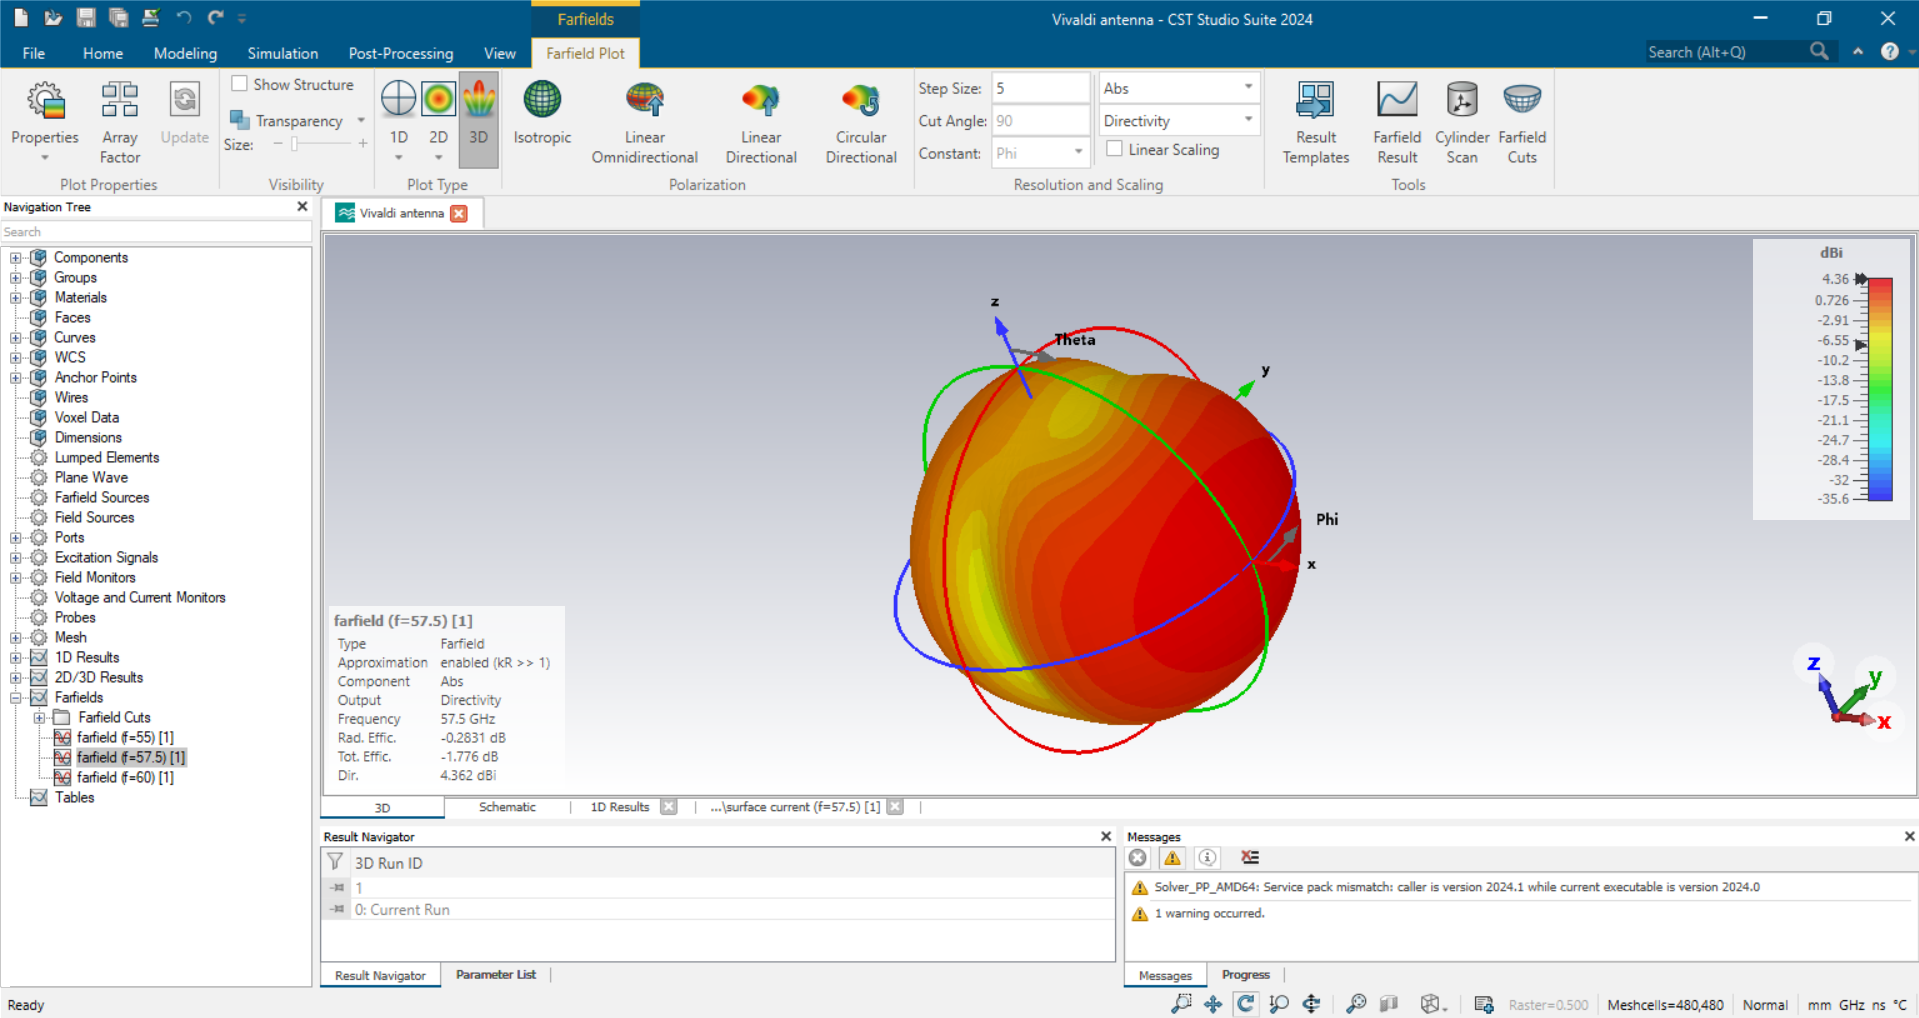 Farfields
Vivaldi antenna - CST Studio Suite 2024
File
Home
Modeling
Simulation
Post-Processing
View
Farfield Plot
Search (Alt+Q)
Properties
Array
Factor
Update
Plot Properties
Show Structure
Transparency
Size:
Visibility
1D
2D
3D
Plot Type
Isotropic
Linear
Omnidirectional
Linear
Directional
Circular
Directional
Polarization
Step Size: 5
Cut Angle: 90
Constant: Phi
Abs
Directivity
Linear Scaling
Resolution and Scaling
Result
Templates
Farfield
Result
Cylinder
Scan
Farfield
Cuts
Tools
Navigation Tree
Search
Components
Groups
Materials
Faces
Curves
WCS
Anchor Points
Wires
Voxel Data
Dimensions
Lumped Elements
Plane Wave
Farfield Sources
Field Sources
Ports
Excitation Signals
Field Monitors
Voltage and Current Monitors
Probes
Mesh
1D Results
2D/3D Results
Farfields
Farfield Cuts
farfield (f=55) [1]
farfield (f=57.5) [1]
farfield (f=60) [1]
Tables
Vivaldi antenna
z
Theta
y
Phi
x
dBi
4.36
0.726
-2.91
-6.55
-10.2
-13.8
-17.5
-21.1
-24.7
-28.4
-32
-35.6
z
y
x
farfield (f=57.5) [1]
Type Farfield
Approximation enabled (kR >> 1)
Component Abs
Output Directivity
Frequency 57.5 GHz
Rad. Effic. -0.2831 dB
Tot. Effic. -1.776 dB
Dir. 4.362 dBi
3D
Schematic
1D Results
...\surface current (f=57.5) [1]
Result Navigator
3D Run ID
1
0: Current Run
Result Navigator
Parameter List
Messages
Solver_PP_AMD64: Service pack mismatch: caller is version 2024.1 while current executable is version 2024.0
1 warning occurred.
Messages
Progress
Ready
Raster=0.500
Meshcells=480,480
Normal
mm GHz ns °C